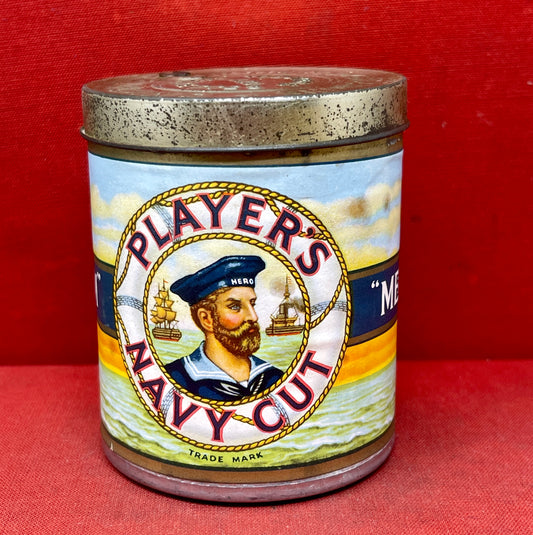 PLAYER'S
HERO
NAVY CUT
TRADE MARK
"ME